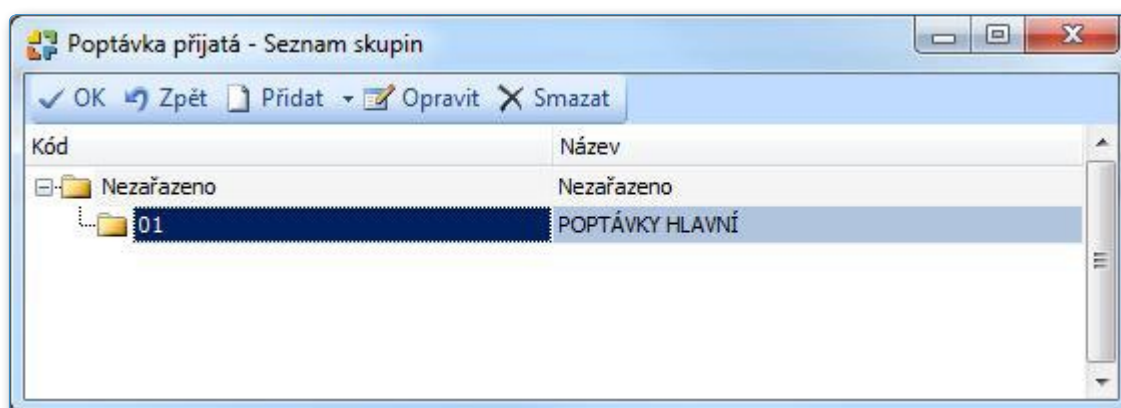 Poptávka přijatá - Seznam skupin
OK Zpět Přidat Opravit Smazat
Kód Název
Nezařazeno Nezařazeno
01 POPTÁVKY HLAVNÍ